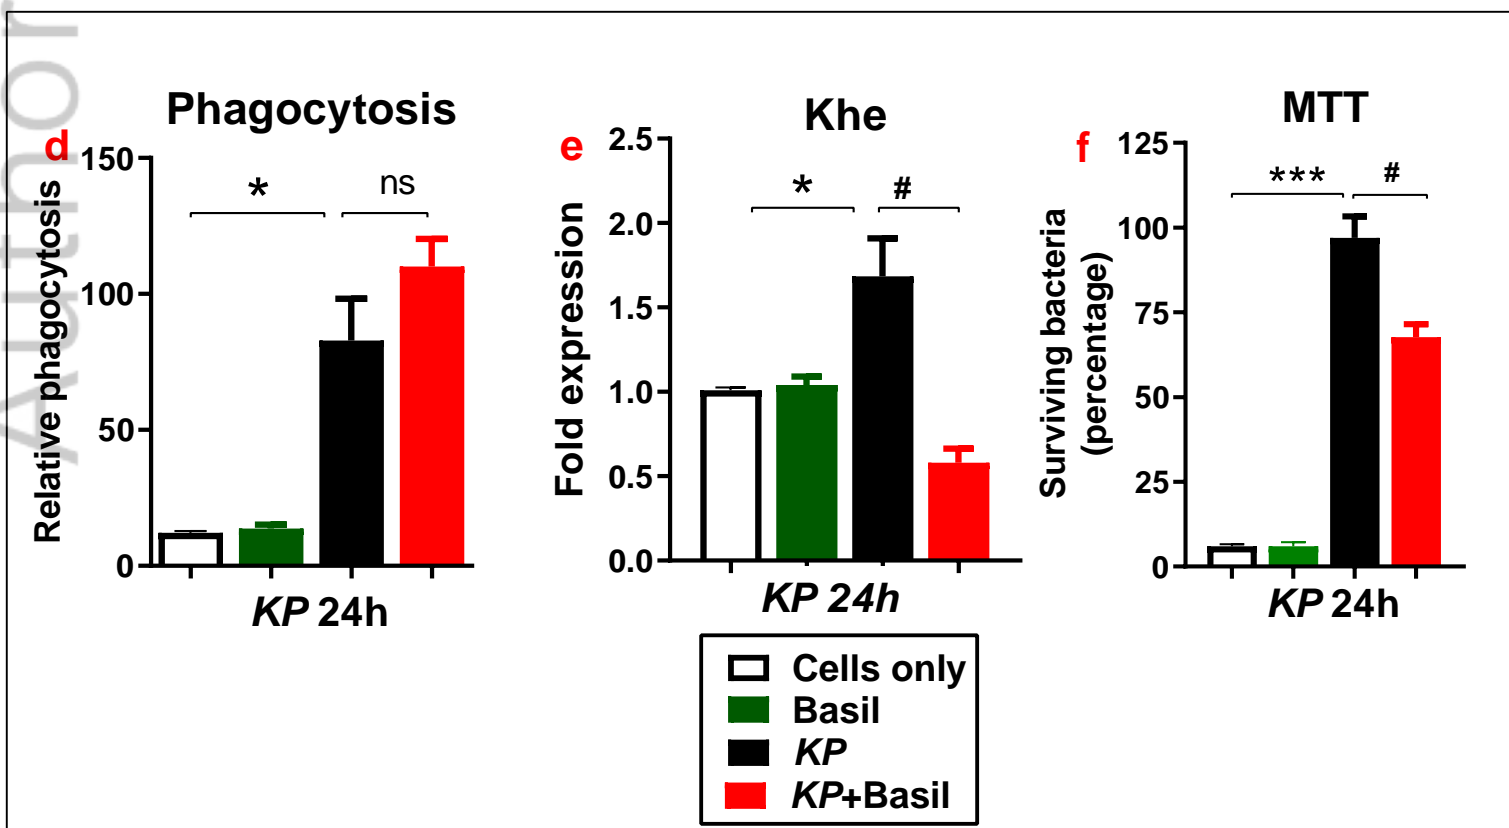 Author
d
Phagocytosis
Relative phagocytosis
150
100
50
0
*
ns
KP 24h
e
Khe
Fold expression
2.5
2.0
1.5
1.0
0.5
0.0
*
#
KP 24h
f
MTT
Surviving bacteria
(percentage)
125
100
75
50
25
0
***
#
KP 24h
Cells only
Basil
KP
KP+Basil